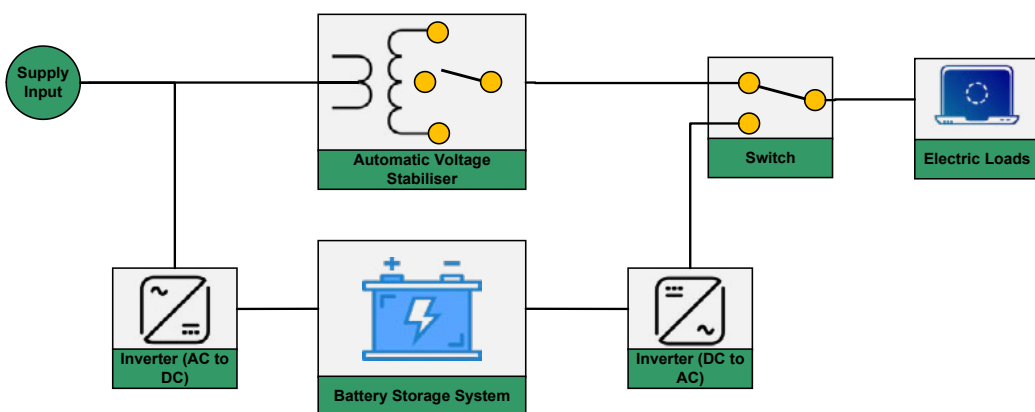 Supply
Input
Automatic Voltage
Stabiliser
Switch
Electric Loads
+ −
Inverter (AC to
DC)
Battery Storage System
Inverter (DC to
AC)